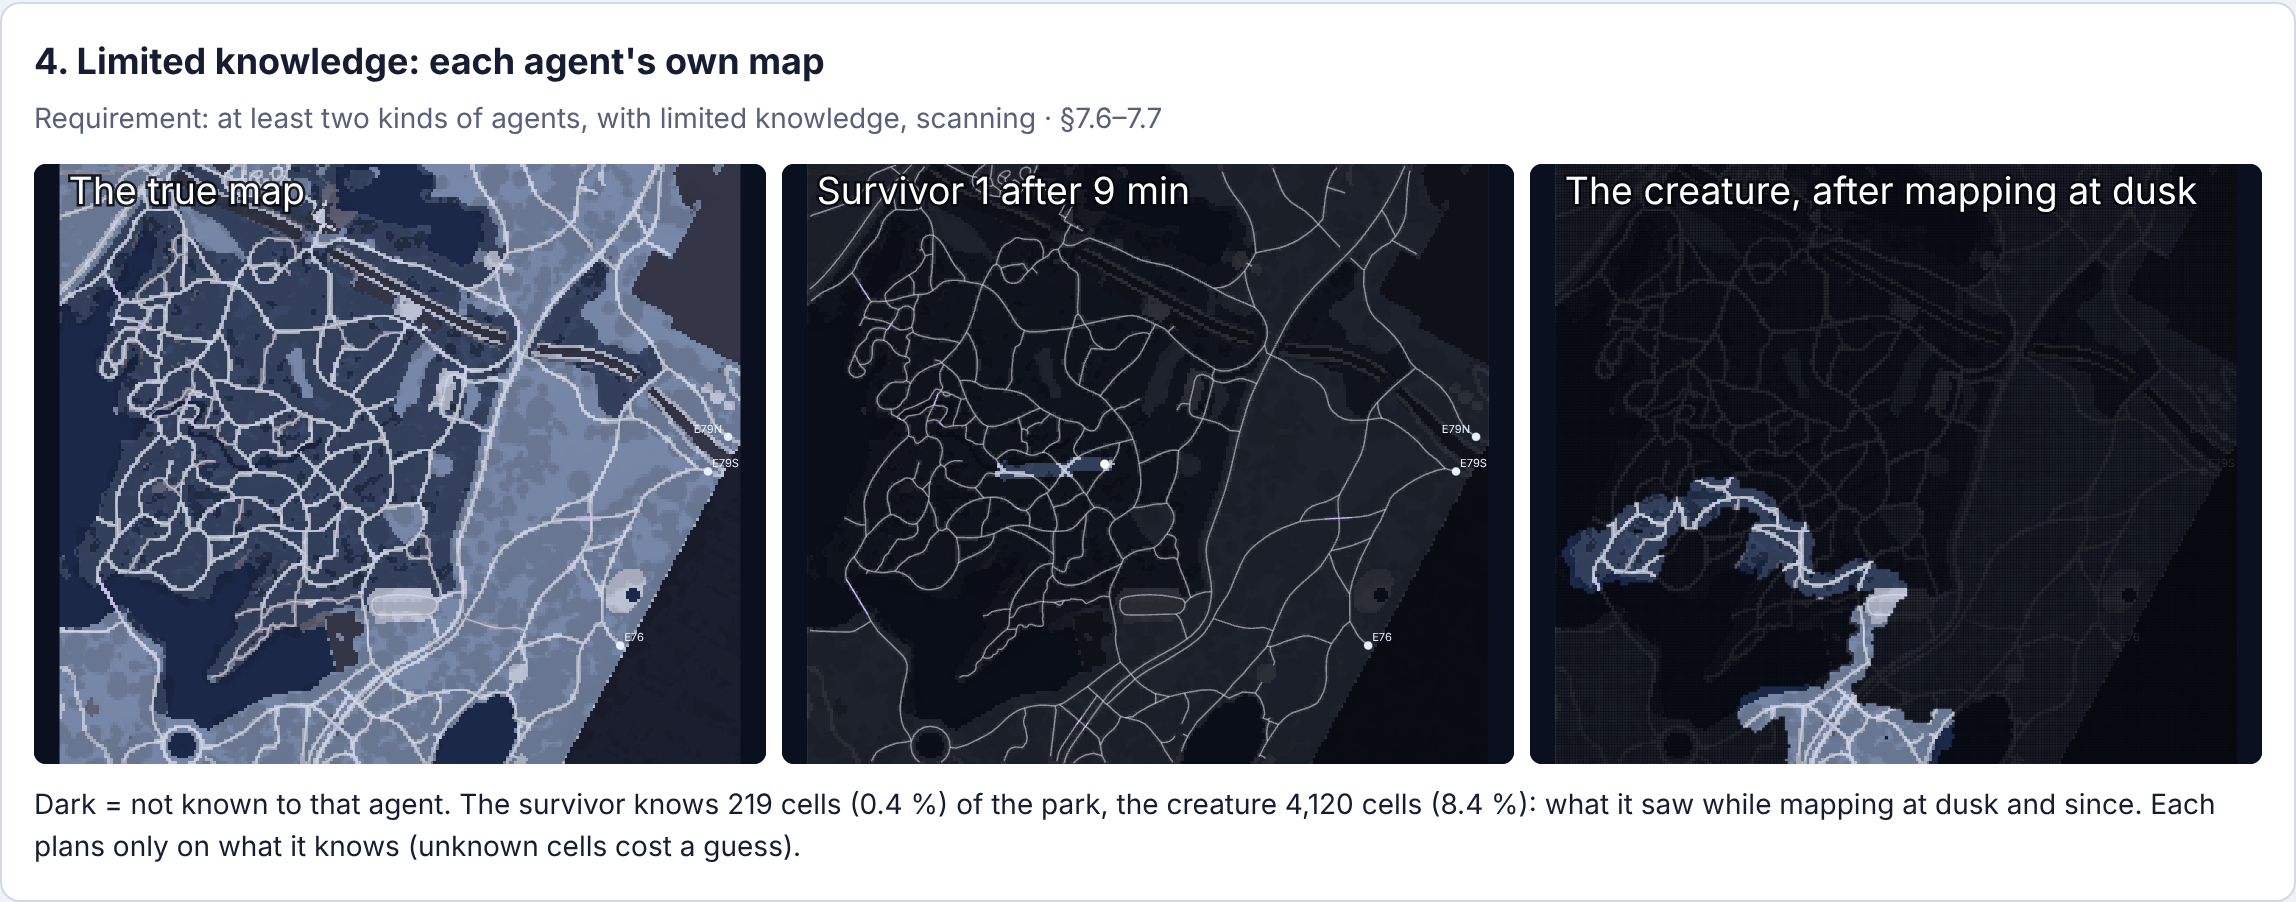 4. Limited knowledge: each agent's own map
Requirement: at least two kinds of agents, with limited knowledge, scanning · §7.6–7.7
The true map
Survivor 1 after 9 min
The creature, after mapping at dusk
E79N
E79S
E76
E79N
E79S
E76
Dark = not known to that agent. The survivor knows 219 cells (0.4 %) of the park, the creature 4,120 cells (8.4 %): what it saw while mapping at dusk and since. Each
plans only on what it knows (unknown cells cost a guess).